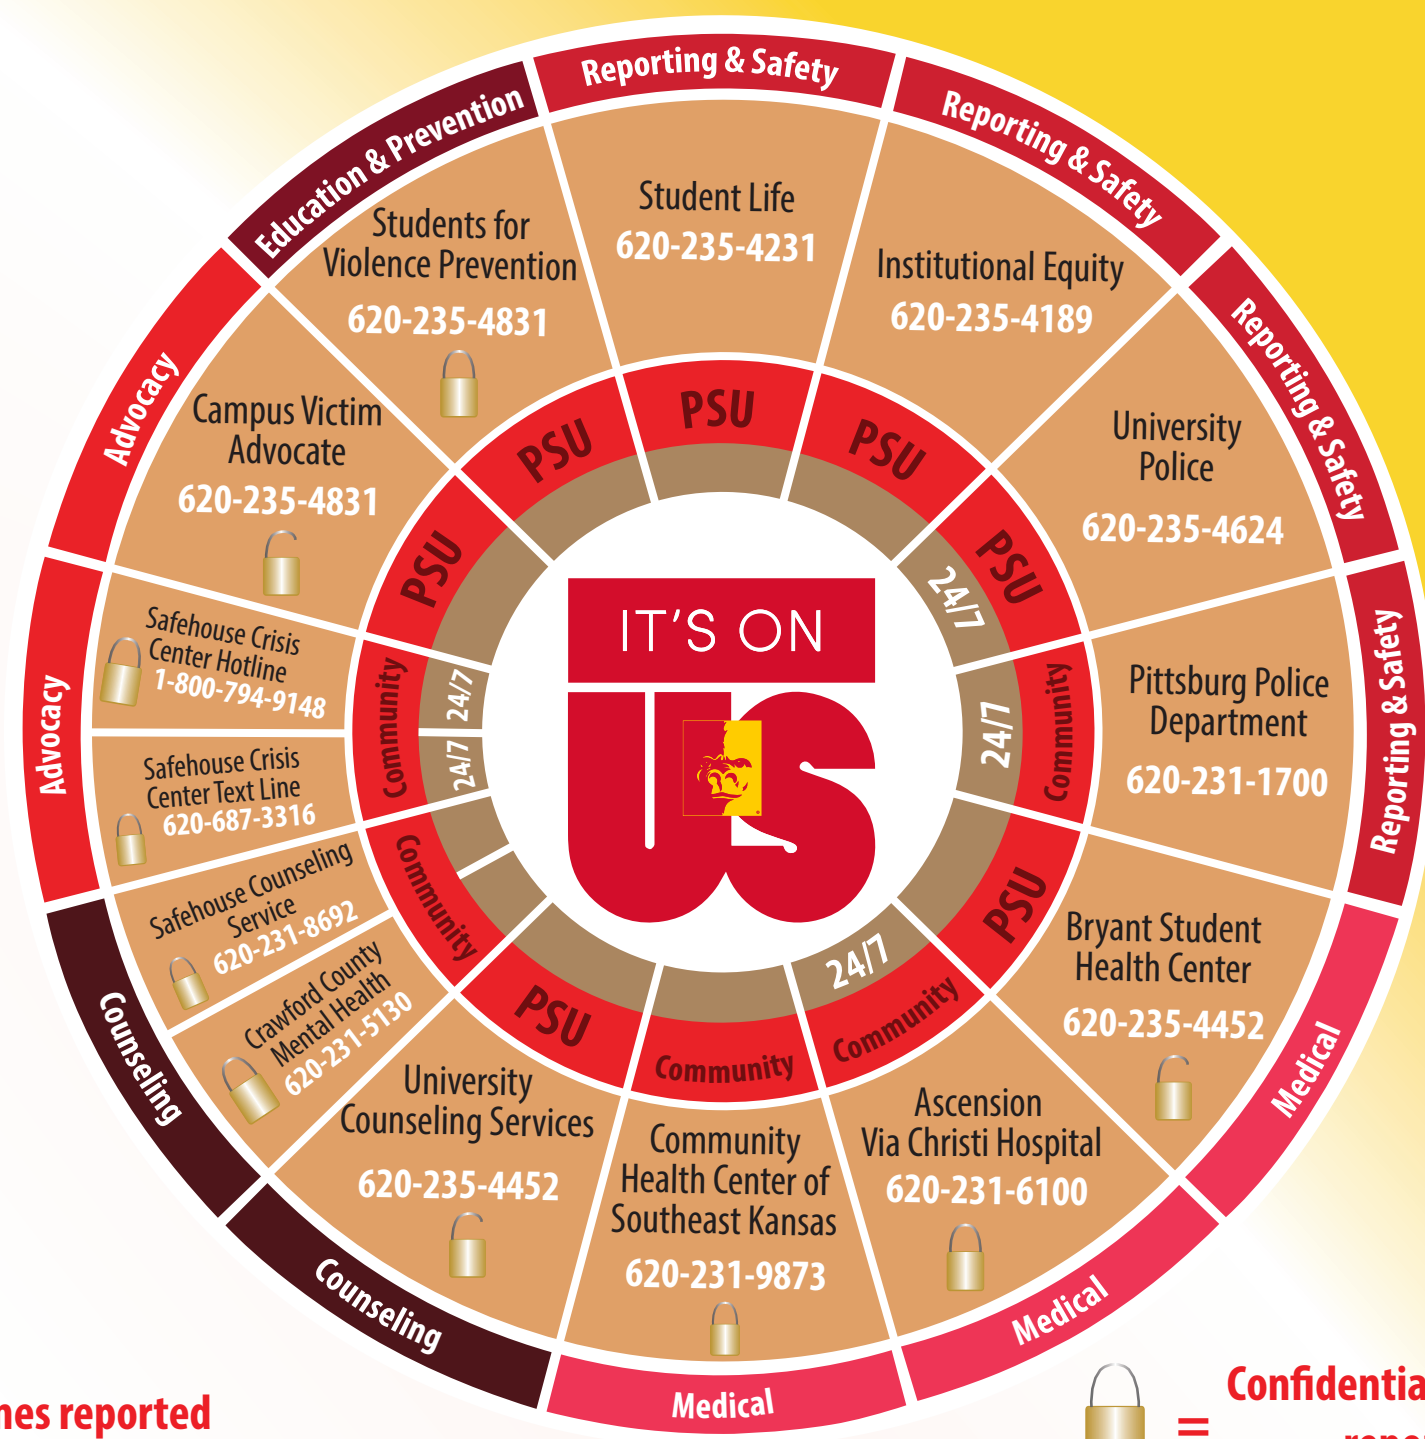 Reporting & Safety
Student Life
620-235-4231
PSU
Reporting & Safety
Institutional Equity
620-235-4189
PSU
Reporting & Safety
University
Police
620-235-4624
PSU
24/7
Reporting & Safety
Pittsburg Police
Department
620-231-1700
Community
24/7
Medical
Bryant Student
Health Center
620-235-4452
PSU
Medical
Ascension
Via Christi Hospital
620-231-6100
Community
24/7
Medical
Community
Health Center of
Southeast Kansas
620-231-9873
Community
Counseling
University
Counseling Services
620-235-4452
PSU
Counseling
Crawford County
Mental Health
620-231-5130
Safehouse Counseling
Service
620-231-8692
Community
Advocacy
Safehouse Crisis
Center Text Line
620-687-3316
24/7
Safehouse Crisis
Center Hotline
1-800-794-9148
Community
24/7
Advocacy
Campus Victim
Advocate
620-235-4831
PSU
Education & Prevention
Students for
Violence Prevention
620-235-4831
PSU
IT'S ON
US
reported
=